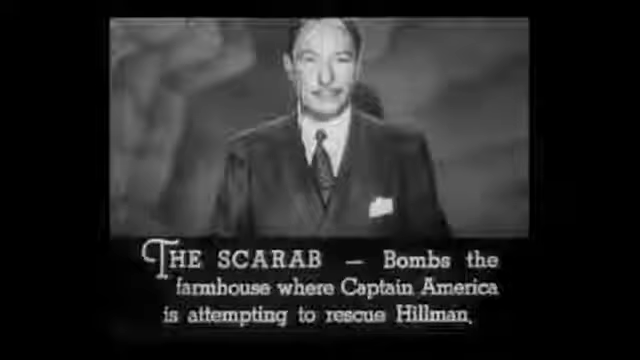 THE SCARAB — Bombs the
farmhouse where Captain America
is attempting to rescue Hillman.